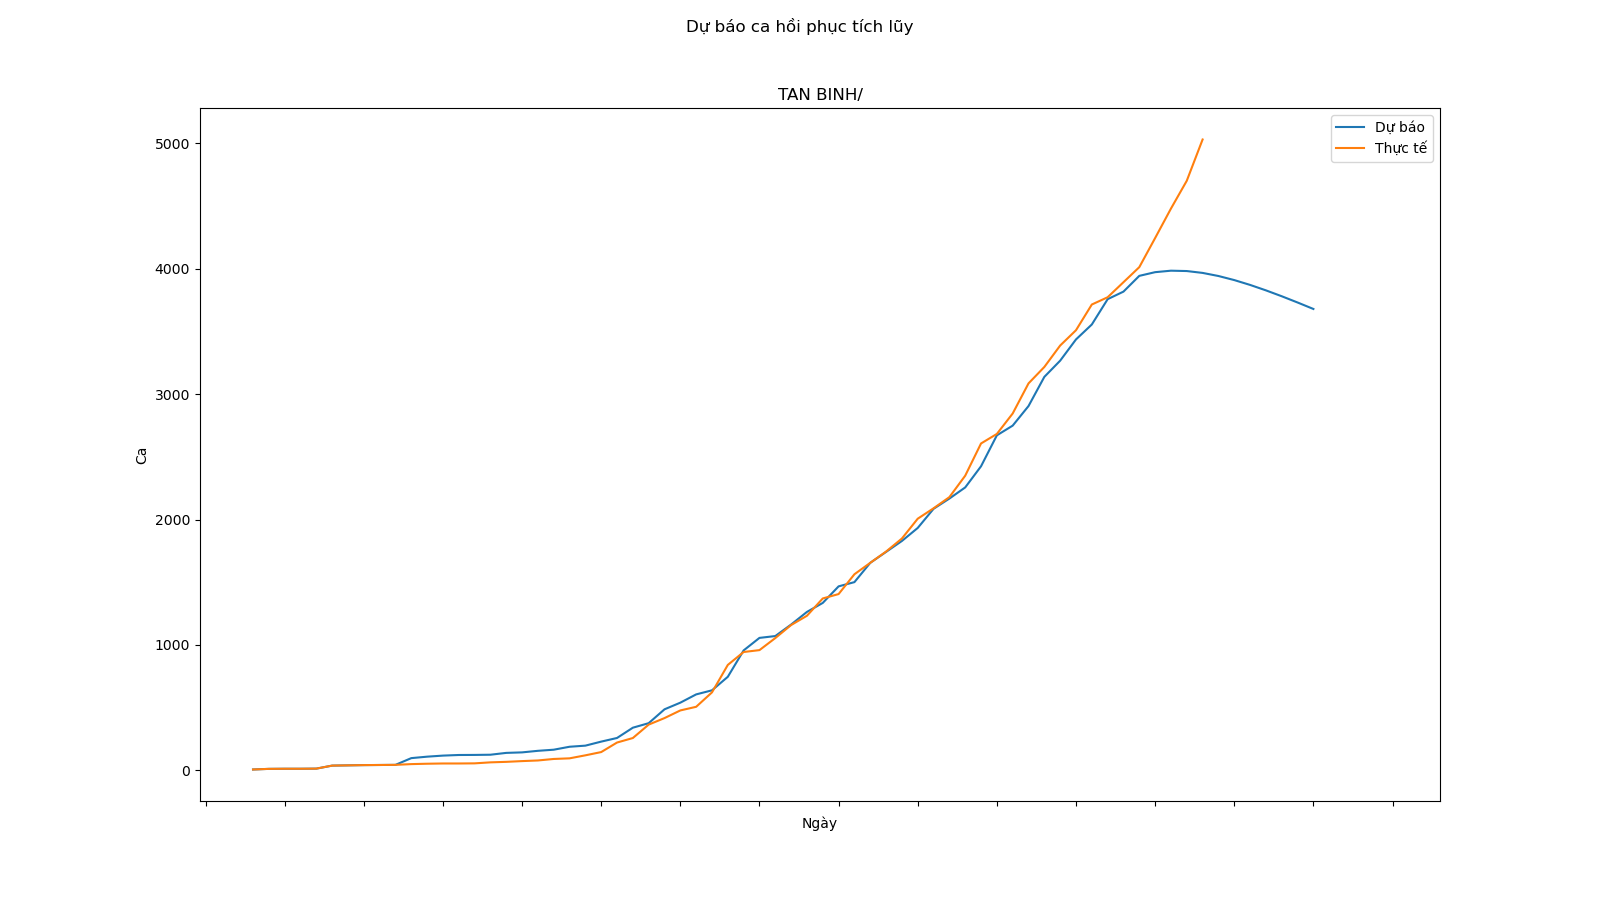 Dự báo ca hồi phục tích lũy
TAN BINH/
Dự báo
Thực tế
5000
4000
3000
2000
1000
0
Ca
Ngày